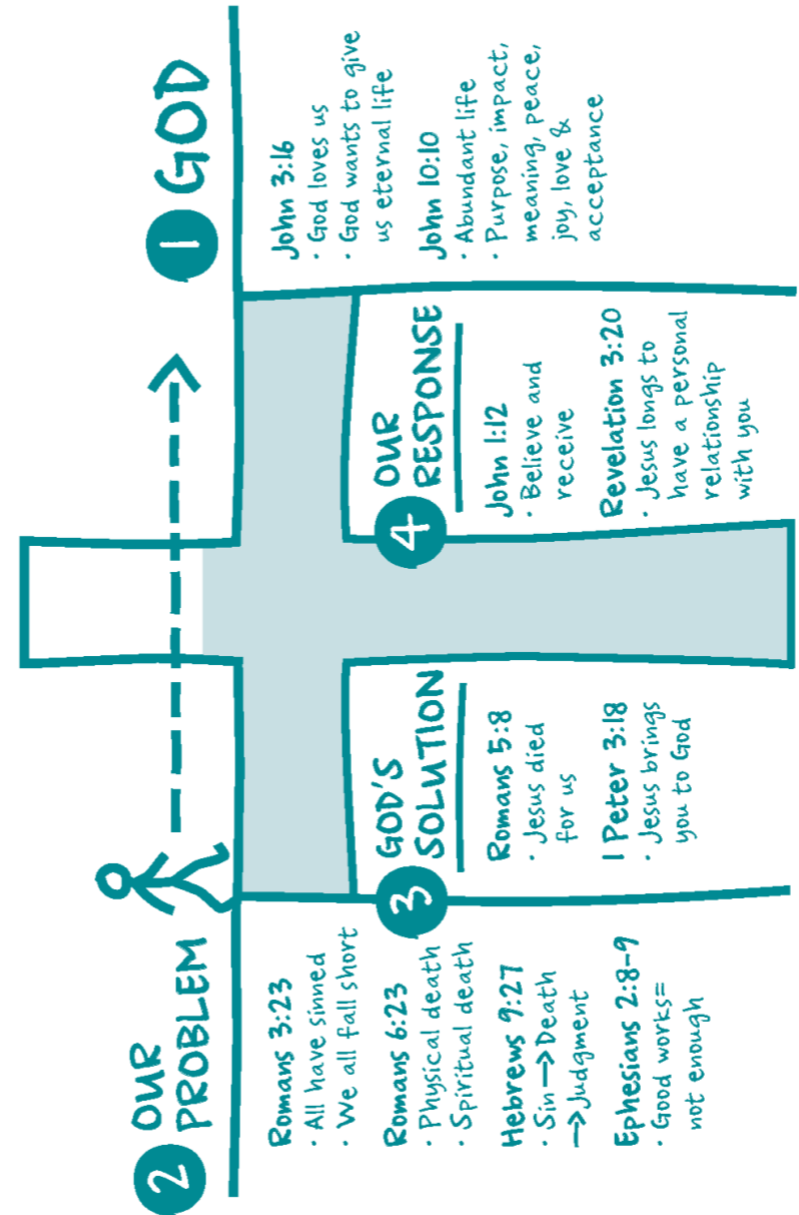 1 GOD
John 3:16
· God loves us
· God wants to give
us eternal life
John 10:10
· Abundant life
· Purpose, impact,
meaning, peace,
joy, love &
acceptance
2 OUR
PROBLEM
Romans 3:23
· All have sinned
· We all fall short
Romans 6:23
· Physical death
· Spiritual death
Hebrews 9:27
· Sin→Death
→Judgment
Ephesians 2:8-9
· Good works=
not enough
3 GOD'S
SOLUTION
Romans 5:8
· Jesus died
for us
1 Peter 3:18
· Jesus brings
you to God
4 OUR
RESPONSE
John 1:12
· Believe and
receive
Revelation 3:20
· Jesus longs to
have a personal
relationship
with you